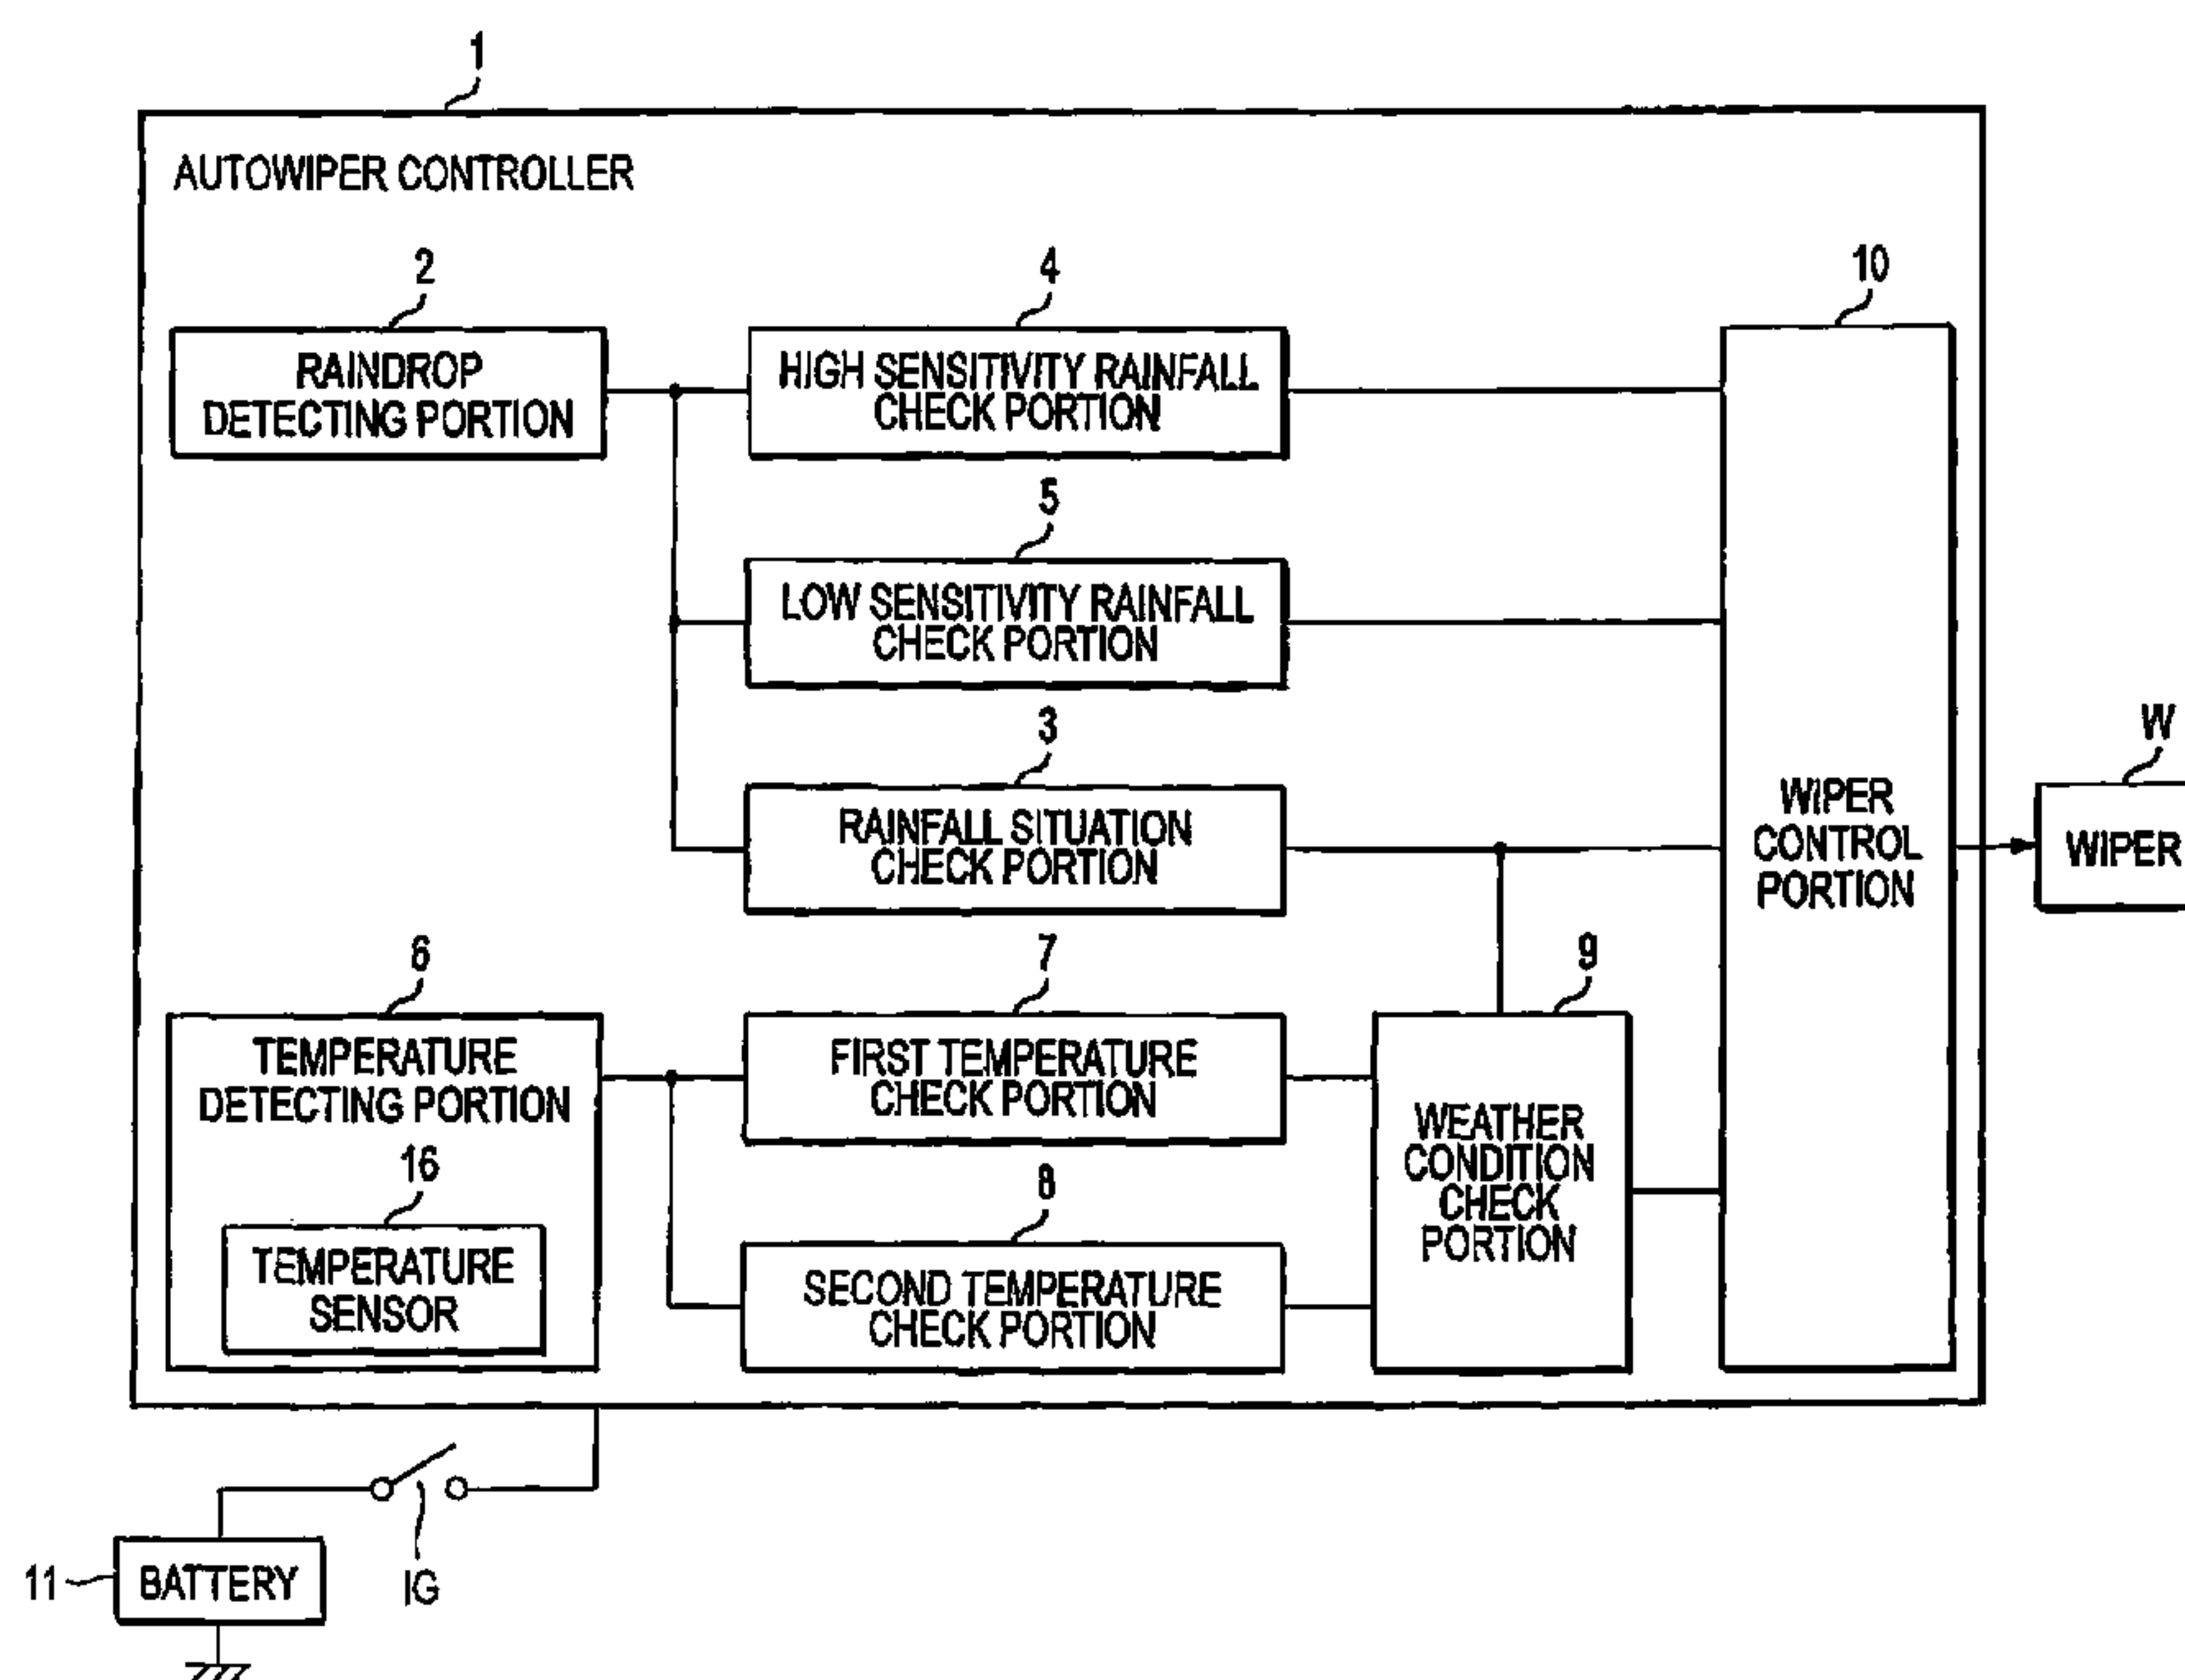 1
AUTOWIPER CONTROLLER
2
RAINDROP
DETECTING PORTION
4
HIGH SENSITIVITY RAINFALL
CHECK PORTION
5
LOW SENSITIVITY RAINFALL
CHECK PORTION
3
RAINFALL SITUATION
CHECK PORTION
10
WIPER
CONTROL
PORTION
W
WIPER
6
TEMPERATURE
DETECTING PORTION
16
TEMPERATURE
SENSOR
7
FIRST TEMPERATURE
CHECK PORTION
8
SECOND TEMPERATURE
CHECK PORTION
9
WEATHER
CONDITION
CHECK
PORTION
11
BATTERY
IG